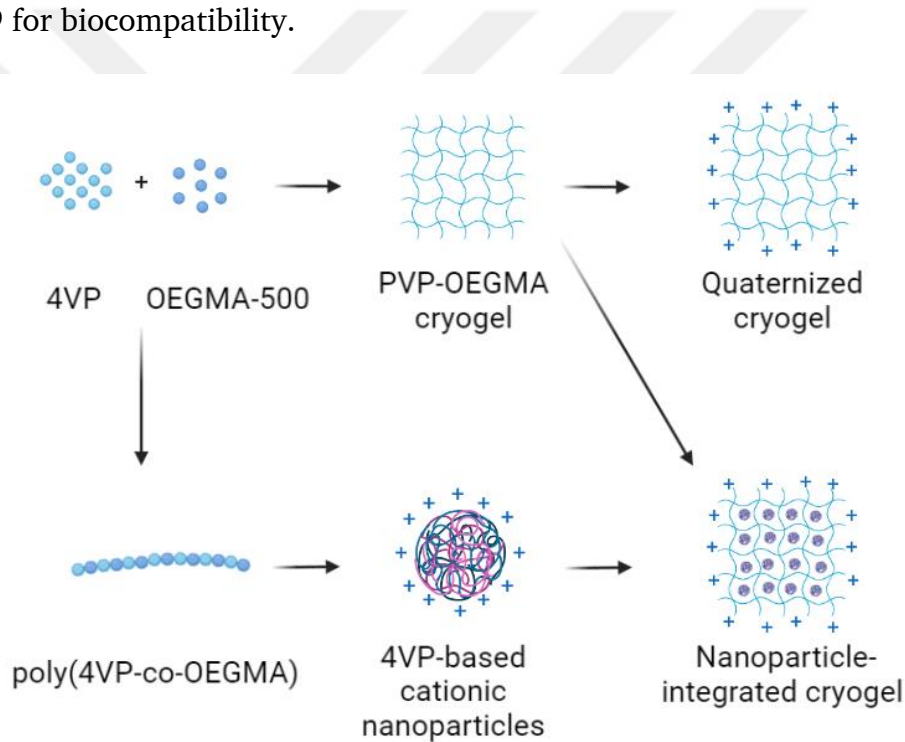 for biocompatibility.
+
4VP
OEGMA-500
PVP-OEGMA
cryogel
Quaternized
cryogel
poly(4VP-co-OEGMA)
4VP-based
cationic
nanoparticles
Nanoparticle-
integrated cryogel